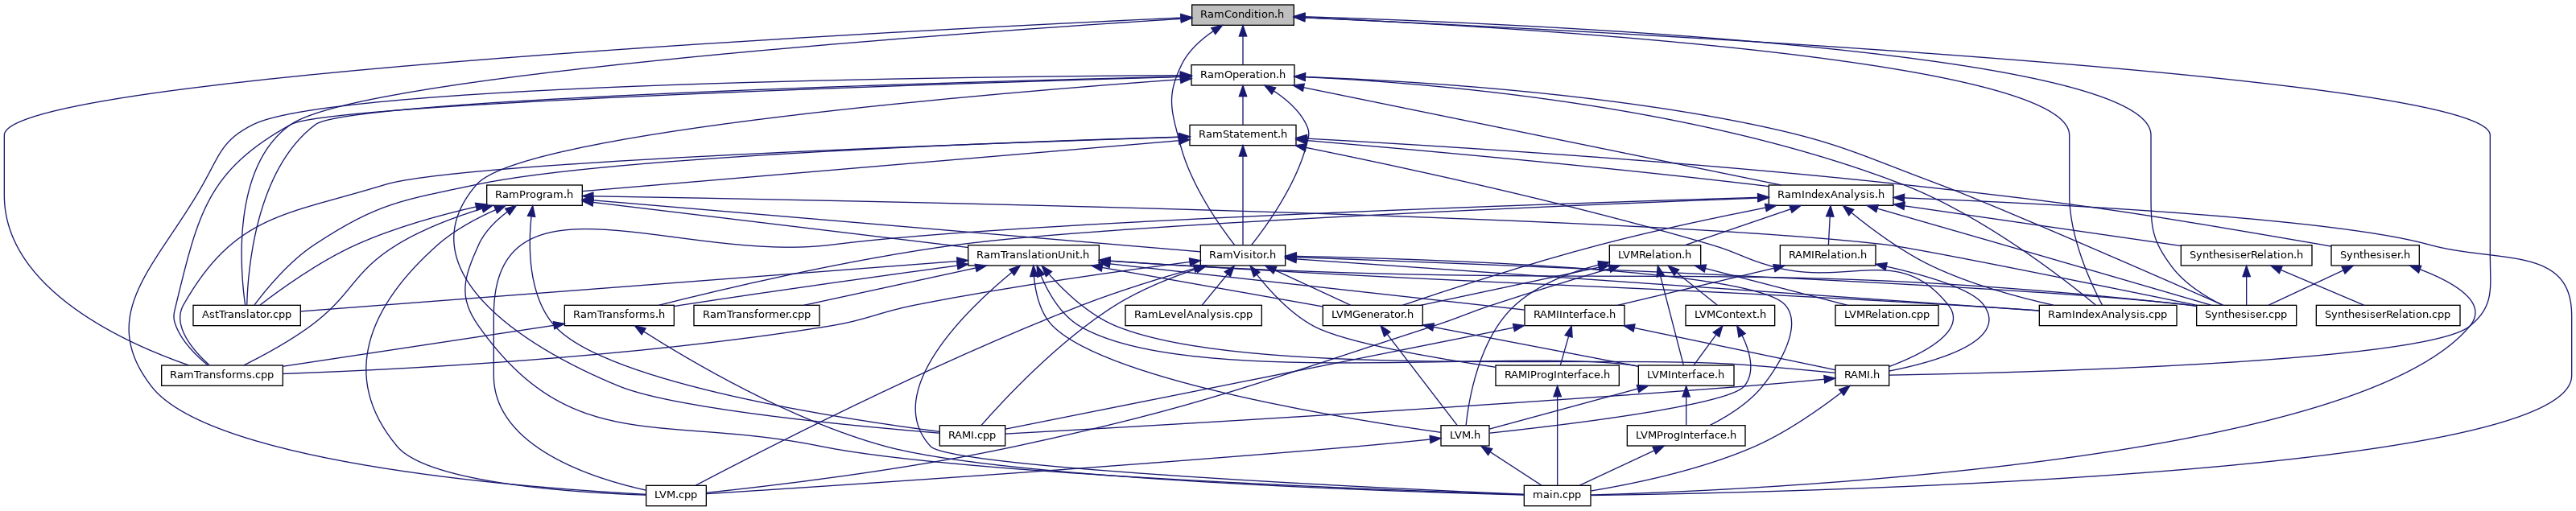 RamCondition.h
RamOperation.h
RamStatement.h
RamProgram.h
RamIndexAnalysis.h
RamTranslationUnit.h
RamVisitor.h
LVMRelation.h
RAMIRelation.h
SynthesiserRelation.h
Synthesiser.h
AstTranslator.cpp
RamTransforms.h
RamTransformer.cpp
RamLevelAnalysis.cpp
LVMGenerator.h
RAMIInterface.h
LVMContext.h
LVMRelation.cpp
RamIndexAnalysis.cpp
Synthesiser.cpp
SynthesiserRelation.cpp
RamTransforms.cpp
RAMIProgInterface.h
LVMInterface.h
RAMI.h
RAMI.cpp
LVM.h
LVMProgInterface.h
LVM.cpp
main.cpp